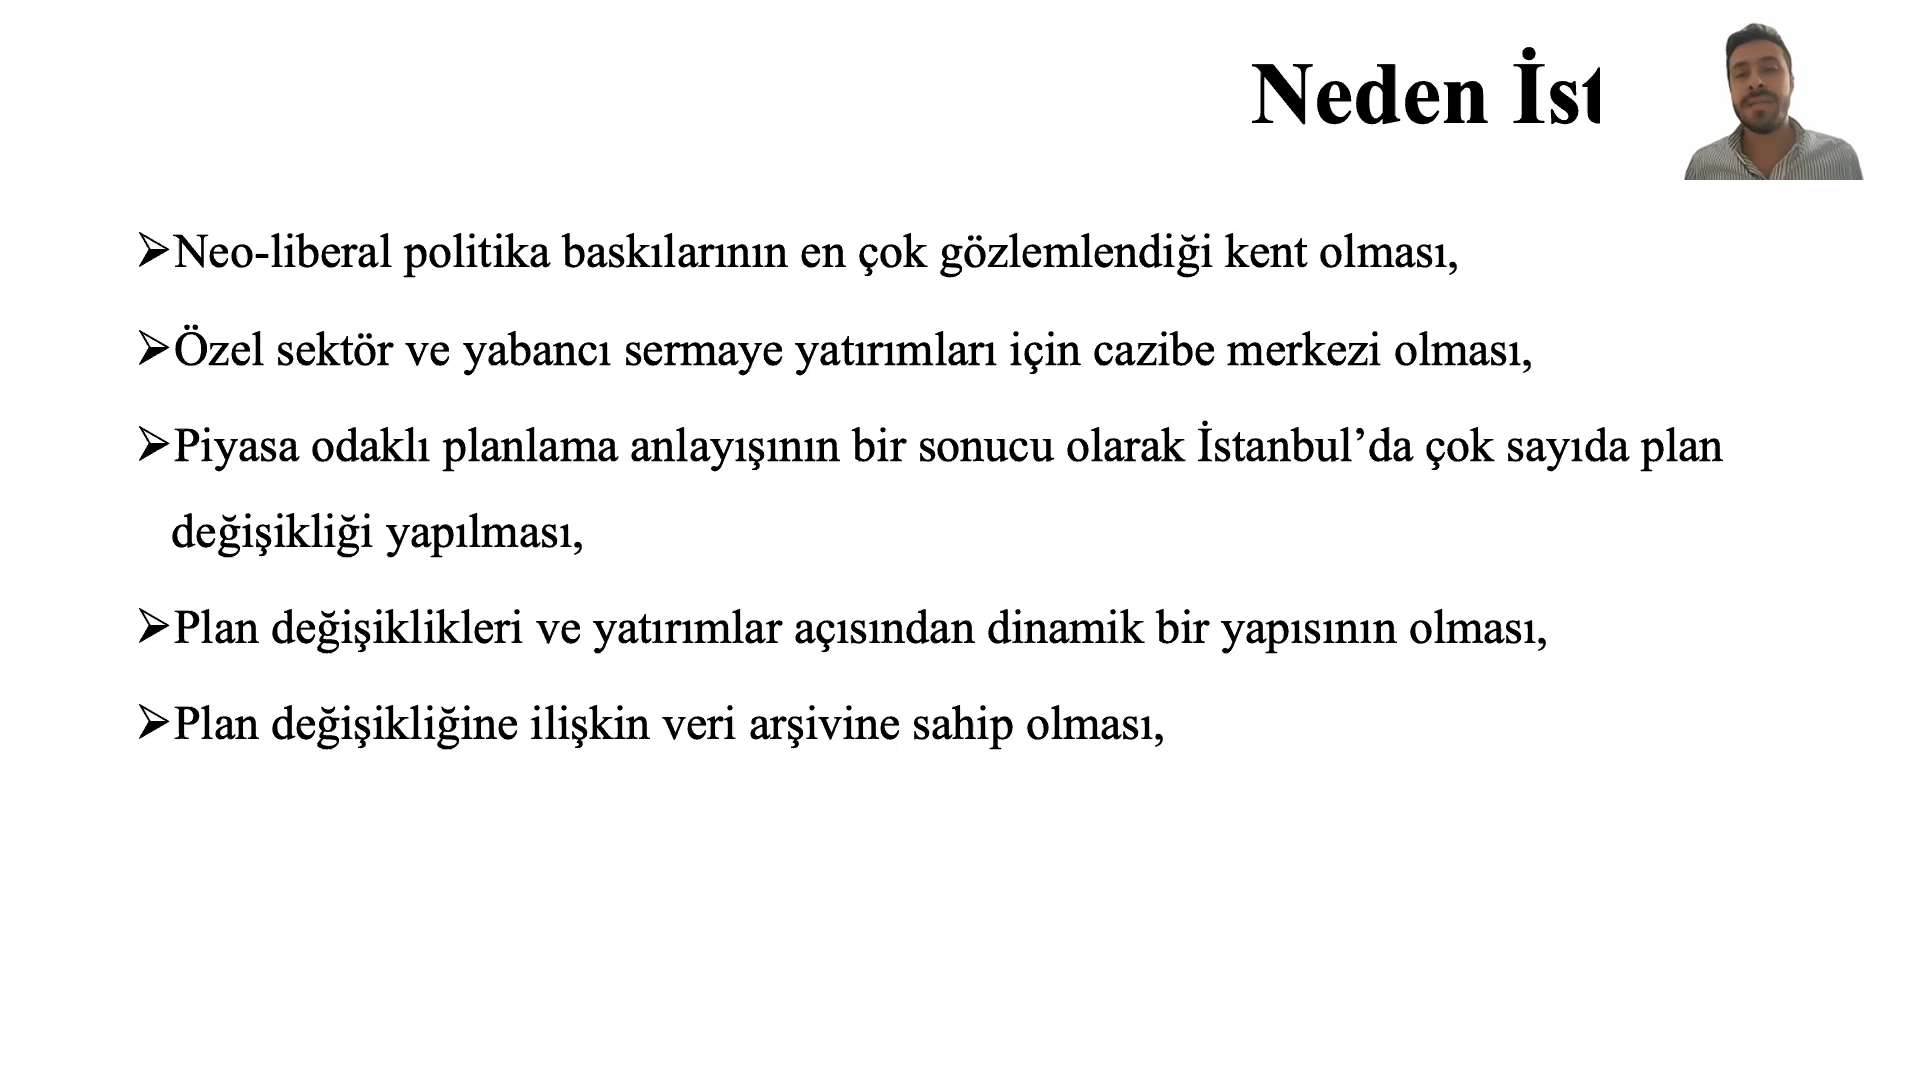 Neden İst
➢Neo-liberal politika baskılarının en çok gözlemlendiği kent olması,
➢Özel sektör ve yabancı sermaye yatırımları için cazibe merkezi olması,
➢Piyasa odaklı planlama anlayışının bir sonucu olarak İstanbul’da çok sayıda plan
değişikliği yapılması,
➢Plan değişiklikleri ve yatırımlar açısından dinamik bir yapısının olması,
➢Plan değişikliğine ilişkin veri arşivine sahip olması,